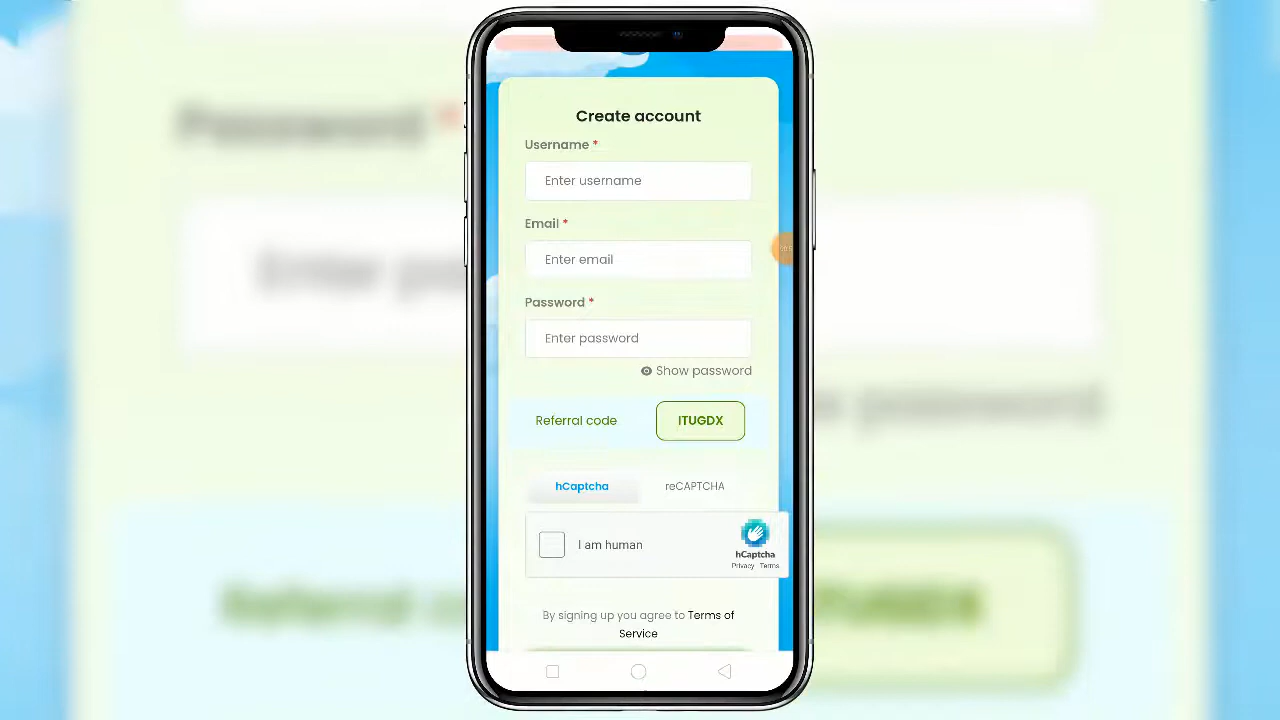 Create account
Username *
Enter username
Email *
Enter email
Password *
Enter password
Show password
Referral code
ITUGDX
hCaptcha
reCAPTCHA
I am human
hCaptcha
Privacy Terms
By signing up you agree to Terms of
Service